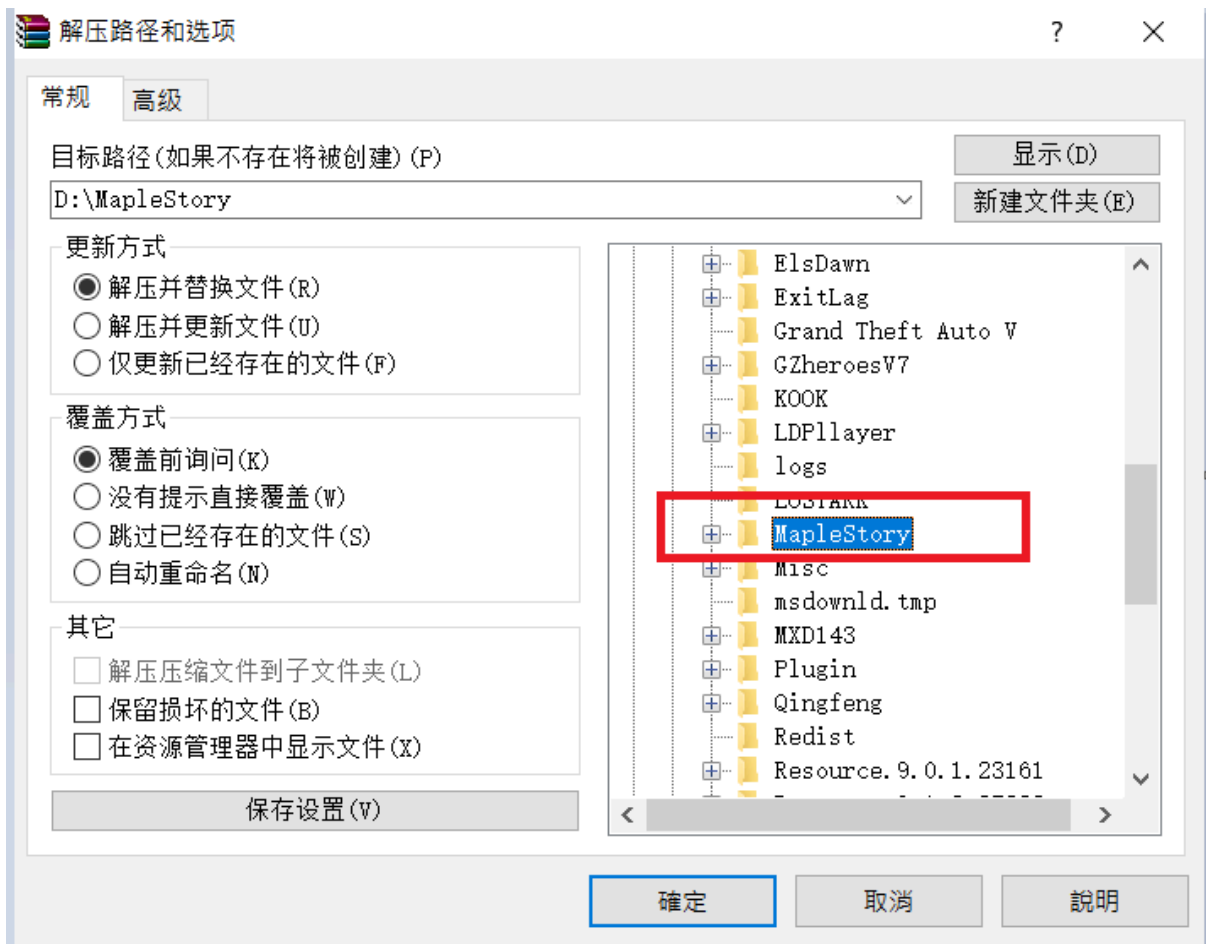 解压路径和选项
?
常规
高级
目标路径(如果不存在将被创建)(P)
显示(D)
D:\MapleStory
新建文件夹(E)
更新方式
解压并替换文件(R)
解压并更新文件(U)
仅更新已经存在的文件(F)
覆盖方式
覆盖前询问(K)
没有提示直接覆盖(W)
跳过已经存在的文件(S)
自动重命名(N)
其它
解压压缩文件到子文件夹(L)
保留损坏的文件(B)
在资源管理器中显示文件(X)
保存设置(V)
ElsDawn
ExitLag
Grand Theft Auto V
GZheroesV7
KOOK
LDPllayer
logs
LOSTARK
MapleStory
Misc
msdownld.tmp
MXD143
Plugin
Qingfeng
Redist
Resource.9.0.1.23161
確定
取消
說明